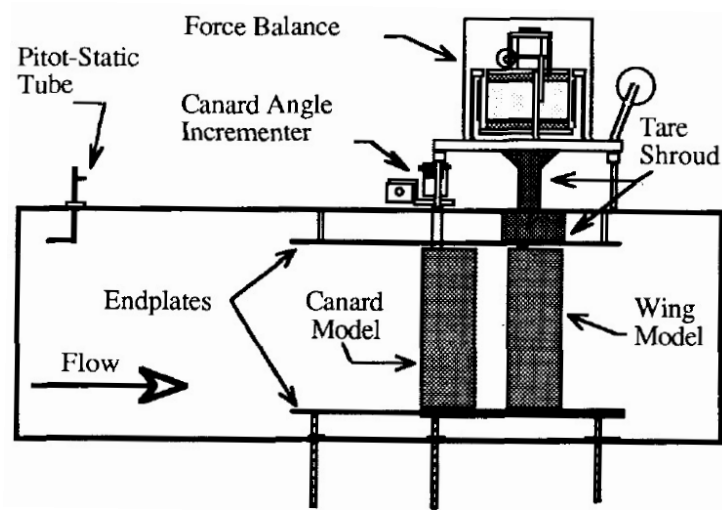 Force Balance
Pitot-Static
Tube
Canard Angle
Incrementer
Tare
Shroud
Endplates
Canard
Model
Wing
Model
Flow